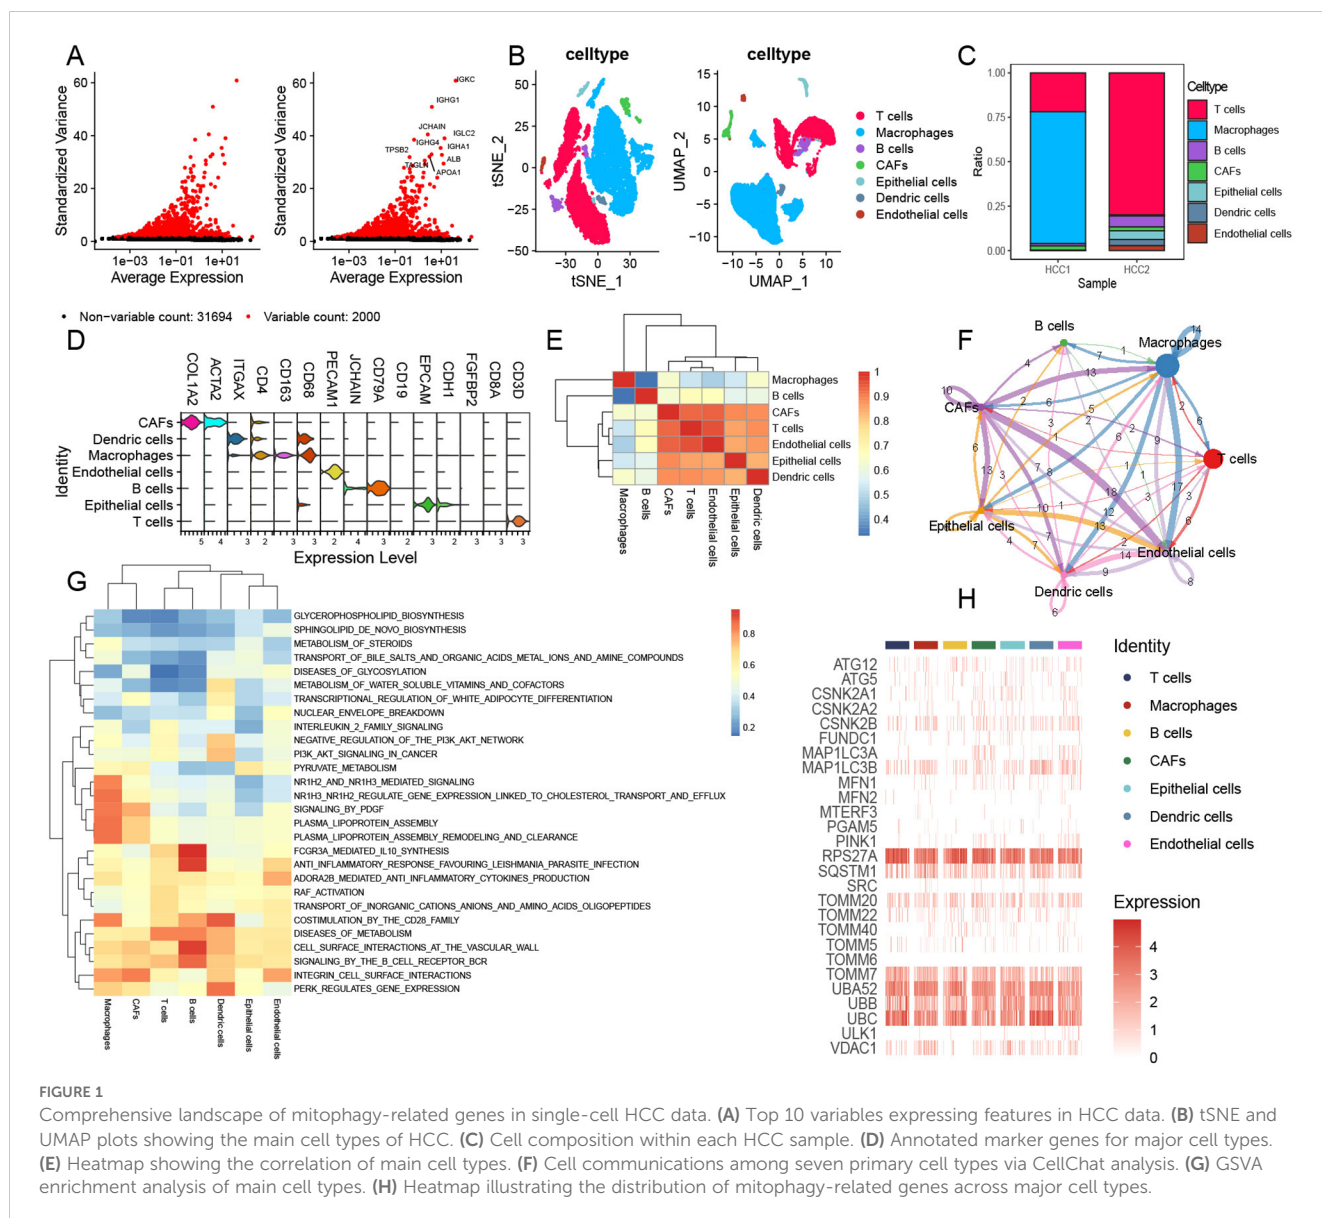 A
B
C
celltype
celltype
Standardized Variance
60
40
20
0
1e-03
1e-01
1e+01
Average Expression
Standardized Variance
60
40
20
0
IGKC
IGHG1
JCHAIN
IGLC2
IGHG4
IGHA1
TPSB2
ALB
TAGLN
APOA1
1e-03
1e-01
1e+01
Average Expression
Non-variable count: 31694
Variable count: 2000
tSNE_2
50
25
0
−25
−50
−30
0
30
tSNE_1
UMAP_2
15
10
5
0
−5
−10
−10
−5
0
5
10
UMAP_1
T cells
Macrophages
B cells
CAFs
Epithelial cells
Dendric cells
Endothelial cells
Ratio
1.00
0.75
0.50
0.25
0.00
HCC1
HCC2
Sample
Celltype
T cells
Macrophages
B cells
CAFs
Epithelial cells
Dendric cells
Endothelial cells
D
COL1A2
ACTA2
ITGAX
CD4
CD163
CD68
PECAM1
JCHAIN
CD79A
CD19
EPCAM
CDH1
FGFBP2
CD8A
CD3D
Identity
CAFs
Dendric cells
Macrophages
Endothelial cells
B cells
Epithelial cells
T cells
5 4 3 2 3 3 2 4 3 2 3 2 3 3 3
Expression Level
E
Macrophages
B cells
CAFs
T cells
Endothelial cells
Epithelial cells
Dendric cells
Macrophages
B cells
CAFs
T cells
Endothelial cells
Epithelial cells
Dendric cells
1
0.9
0.8
0.7
0.6
0.5
0.4
F
B cells
Macrophages
T cells
Endothelial cells
Dendric cells
Epithelial cells
CAFs
14
1
4
7
13
10
2
2
5
2
6
9
6
2
1
3
13
7
8
1
3
17
10
1
18
12
13
6
4
7
7
14
9
8
6
G
GLYCEROPHOSPHOLIPID_BIOSYNTHESIS
SPHINGOLIPID_DE_NOVO_BIOSYNTHESIS
METABOLISM_OF_STEROIDS
TRANSPORT_OF_BILE_SALTS_AND_ORGANIC_ACIDS_METAL_IONS_AND_AMINE_COMPOUNDS
DISEASES_OF_GLYCOSYLATION
METABOLISM_OF_WATER_SOLUBLE_VITAMINS_AND_COFACTORS
TRANSCRIPTIONAL_REGULATION_OF_WHITE_ADIPOCYTE_DIFFERENTIATION
NUCLEAR_ENVELOPE_BREAKDOWN
INTERLEUKIN_2_FAMILY_SIGNALING
NEGATIVE_REGULATION_OF_THE_PI3K_AKT_NETWORK
PI3K_AKT_SIGNALING_IN_CANCER
PYRUVATE_METABOLISM
NR1H2_AND_NR1H3_MEDIATED_SIGNALING
NR1H3_NR1H2_REGULATE_GENE_EXPRESSION_LINKED_TO_CHOLESTEROL_TRANSPORT_AND_EFFLUX
SIGNALING_BY_PDGF
PLASMA_LIPOPROTEIN_ASSEMBLY
PLASMA_LIPOPROTEIN_ASSEMBLY_REMODELING_AND_CLEARANCE
FCGR3A_MEDIATED_IL10_SYNTHESIS
ANTI_INFLAMMATORY_RESPONSE_FAVOURING_LEISHMANIA_PARASITE_INFECTION
ADORA2B_MEDIATED_ANTI_INFLAMMATORY_CYTOKINES_PRODUCTION
RAF_ACTIVATION
TRANSPORT_OF_INORGANIC_CATIONS_ANIONS_AND_AMINO_ACIDS_OLIGOPEPTIDES
COSTIMULATION_BY_THE_CD28_FAMILY
DISEASES_OF_METABOLISM
CELL_SURFACE_INTERACTIONS_AT_THE_VASCULAR_WALL
SIGNALING_BY_THE_B_CELL_RECEPTOR_BCR
INTEGRIN_CELL_SURFACE_INTERACTIONS
PERK_REGULATES_GENE_EXPRESSION
Macrophages
CAFs
T cells
B cells
Dendric cells
Epithelial cells
Endothelial cells
0.8
0.6
0.4
0.2
H
ATG12
ATG5
CSNK2A1
CSNK2A2
CSNK2B
FUNDC1
MAP1LC3A
MAP1LC3B
MFN1
MFN2
MTERF3
PGAM5
PINK1
RPS27A
SQSTM1
SRC
TOMM20
TOMM22
TOMM40
TOMM5
TOMM6
TOMM7
UBA52
UBB
UBC
ULK1
VDAC1
Identity
T cells
Macrophages
B cells
CAFs
Epithelial cells
Dendric cells
Endothelial cells
Expression
4
3
2
1
0
FIGURE 1
Comprehensive landscape of mitophagy-related genes in single-cell HCC data. (A) Top 10 variables expressing features in HCC data. (B) tSNE and
UMAP plots showing the main cell types of HCC. (C) Cell composition within each HCC sample. (D) Annotated marker genes for major cell types.
(E) Heatmap showing the correlation of main cell types. (F) Cell communications among seven primary cell types via CellChat analysis. (G) GSVA
enrichment analysis of main cell types. (H) Heatmap illustrating the distribution of mitophagy-related genes across major cell types.